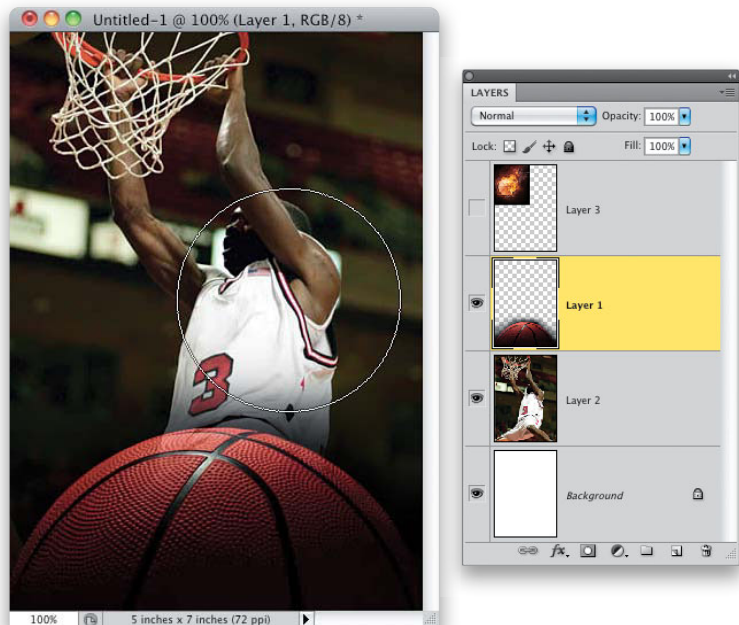 Untitled-1 @ 100% (Layer 1, RGB/8) *
3
100%
5 inches x 7 inches (72 ppi)
LAYERS
Normal
Opacity: 100%
Lock:
Fill: 100%
Layer 3
Layer 1
Layer 2
Background
fx